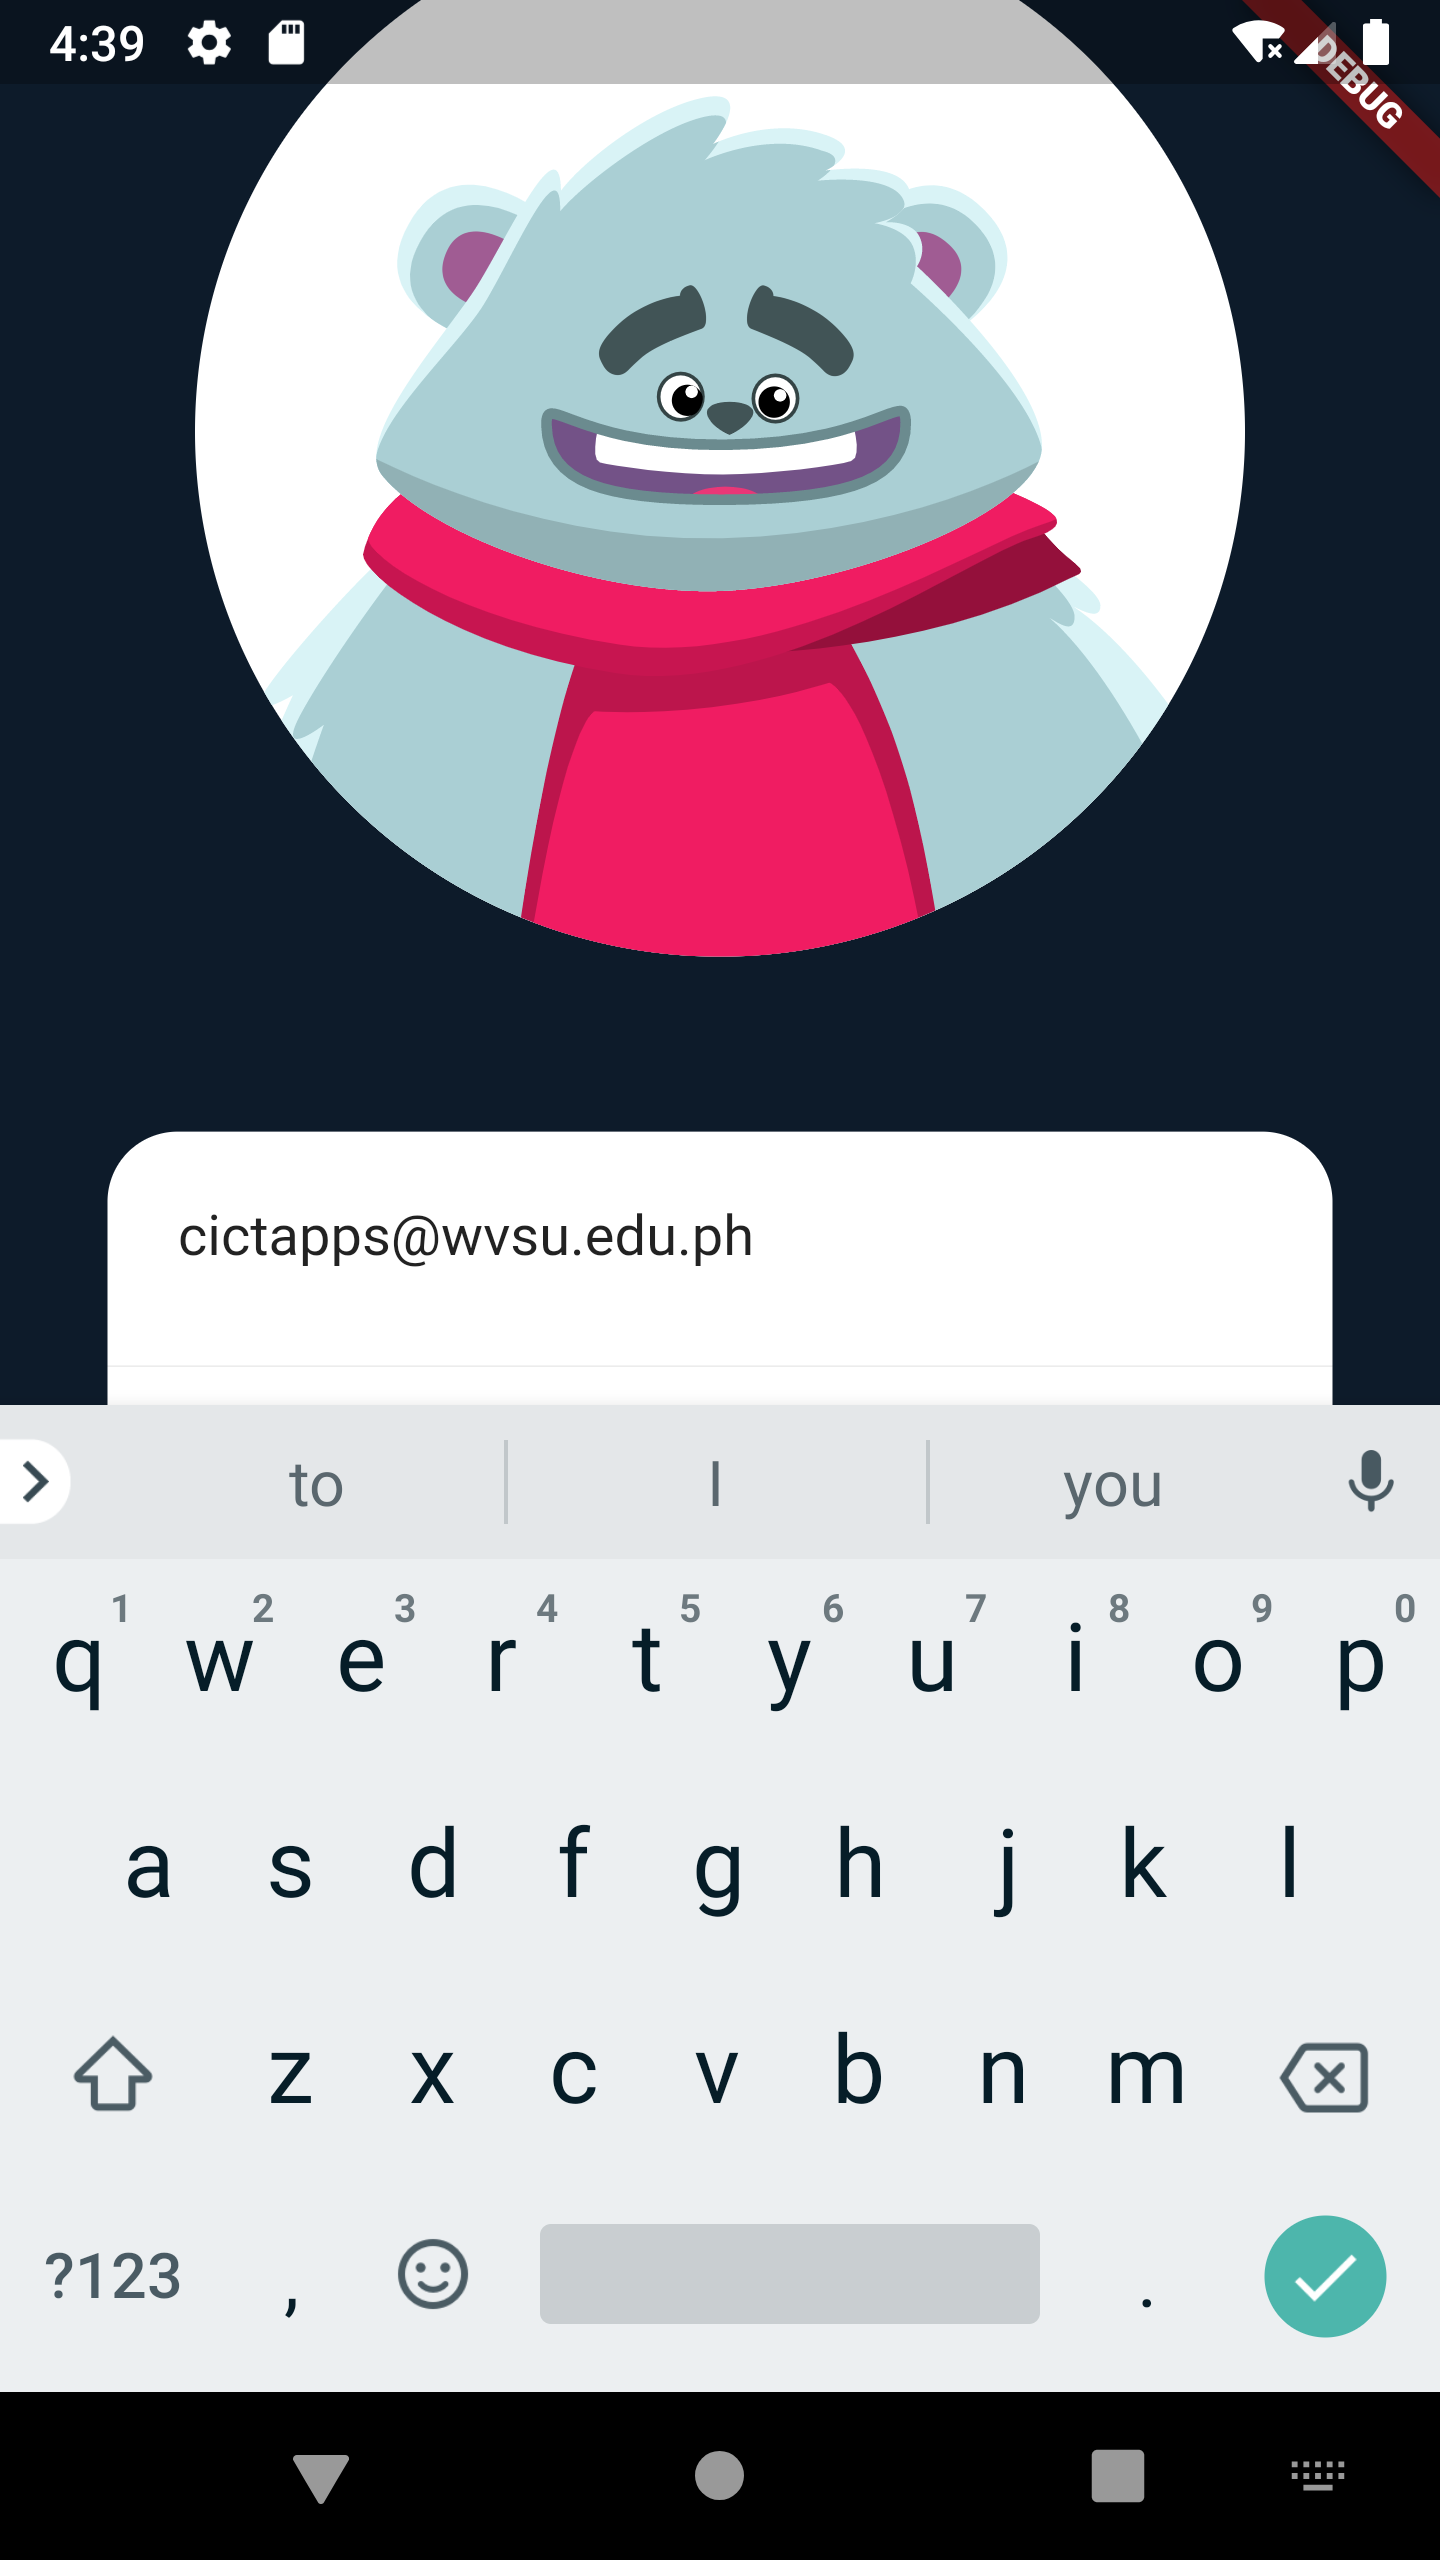 4:39
DEBUG
cictapps@wvsu.edu.ph
to I you
1 2 3 4 5 6 7 8 9 0
q w e r t y u i o p
a s d f g h j k l
z x c v b n m
?123 , .